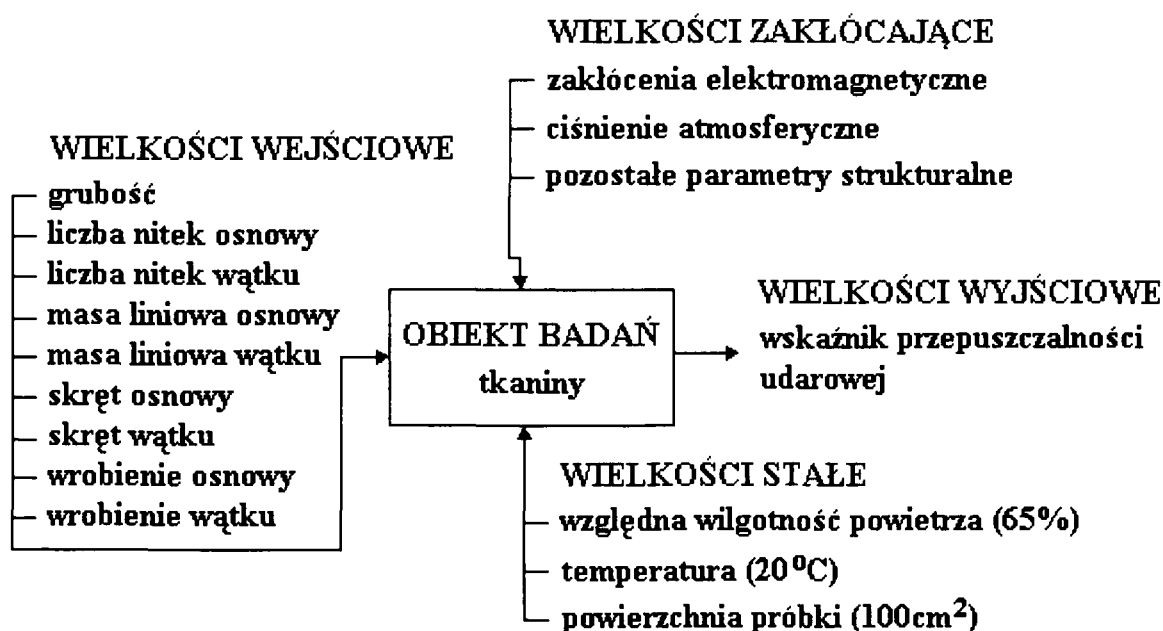 WIELKOŚCI ZAKŁÓCAJĄCE
zakłócenia elektromagnetyczne
ciśnienie atmosferyczne
pozostałe parametry strukturalne
WIELKOŚCI WEJŚCIOWE
grubość
liczba nitek osnowy
liczba nitek wątku
masa liniowa osnowy
masa liniowa wątku
skręt osnowy
skręt wątku
wrobienie osnowy
wrobienie wątku
OBIEKT BADAŃ
tkaniny
WIELKOŚCI WYJŚCIOWE
wskaźnik przepuszczalności
udarowej
WIELKOŚCI STAŁE
względna wilgotność powietrza (65%)
temperatura (20⁰C)
powierzchnia próbki (100cm²)